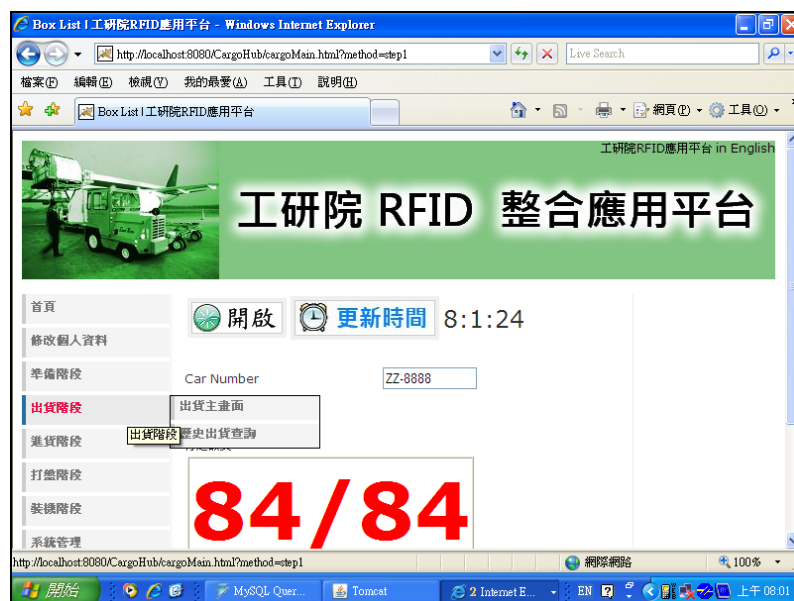 Box List | 工研院RFID應用平台 - Windows Internet Explorer
http://localhost:8080/CargoHub/cargoMain.html?method=step1
Live Search
檔案(F) 編輯(E) 檢視(V) 我的最愛(A) 工具(T) 說明(H)
Box List | 工研院RFID應用平台
網頁(P) 工具(O)
工研院RFID應用平台 in English
工研院 RFID 整合應用平台
首頁
開啟 更新時間 8:1:24
修改個人資料
準備階段
Car Number ZZ-8888
出貨階段
出貨主畫面
出貨階段
歷史出貨查詢
進貨階段
打盤階段
84/84
裝機階段
系統管理
http://localhost:8080/CargoHub/cargoMain.html?method=step1
網際網路
100%
開始
MySQL Quer...
Tomcat
2 Internet E...
EN
上午 08:01